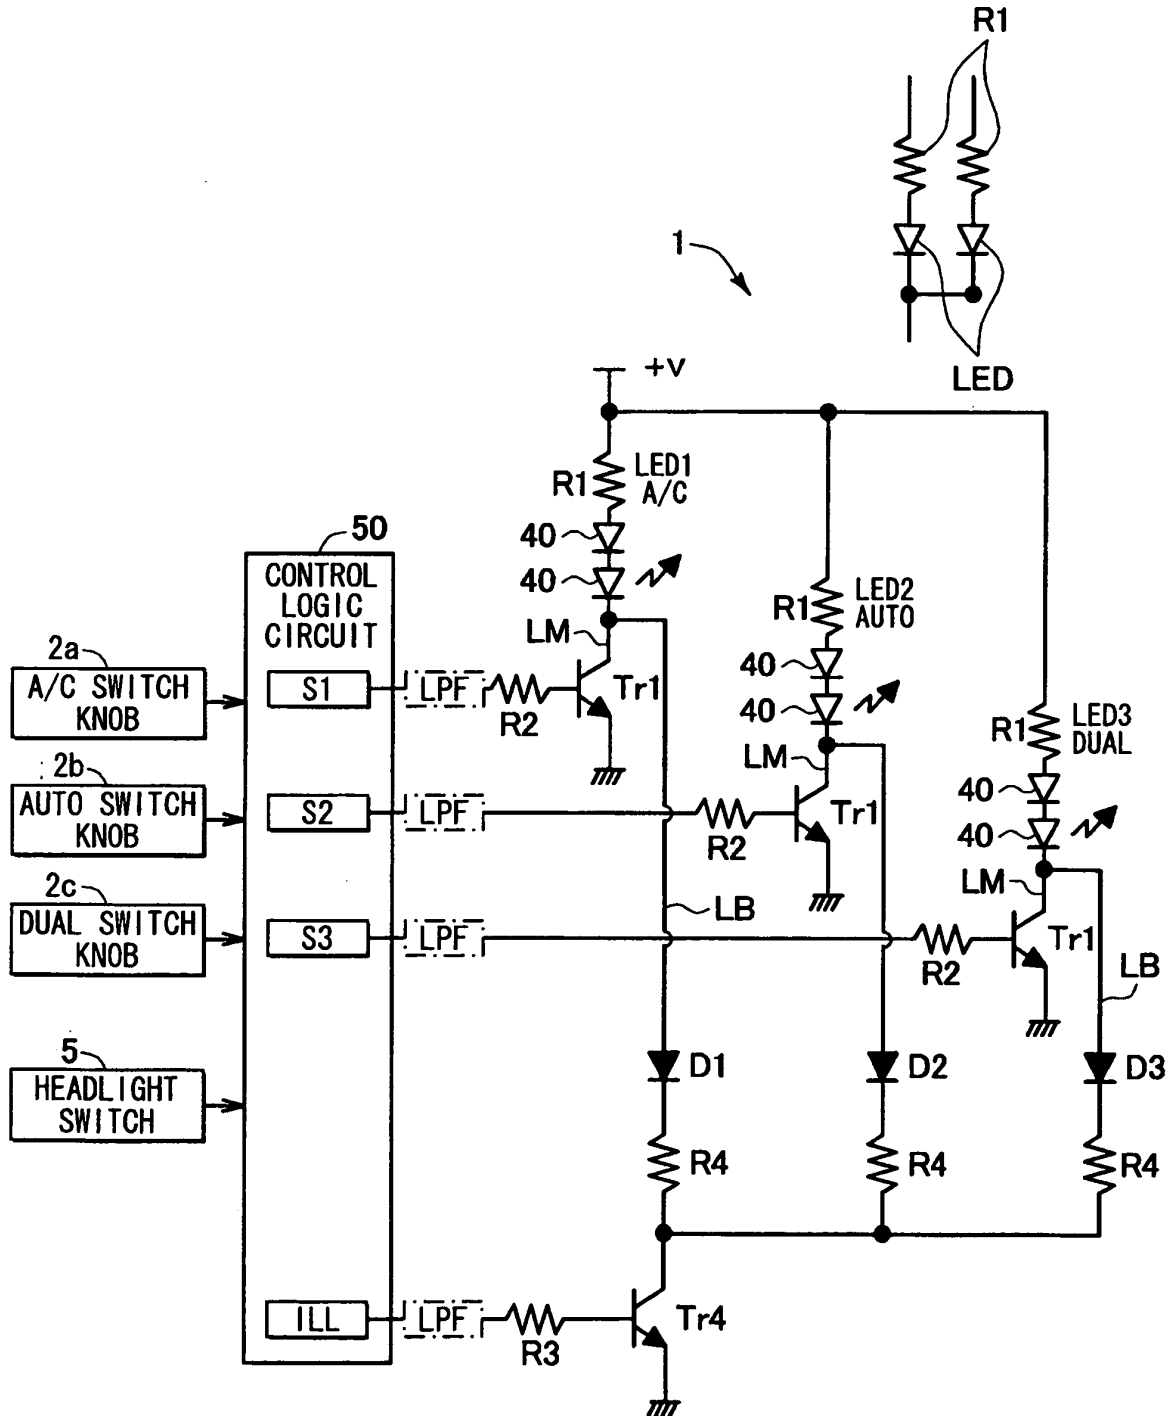 R1
1
LED
+V
LED1
A/C
R1
50
40
40
CONTROL
LOGIC
CIRCUIT
LED2
AUTO
R1
LM
2a
A/C SWITCH
KNOB
S1
LPF
R2
Tr1
40
40
LED3
DUAL
R1
2b
AUTO SWITCH
KNOB
S2
LPF
R2
LM
Tr1
40
40
2c
DUAL SWITCH
KNOB
S3
LPF
LB
R2
LM
Tr1
LB
5
HEADLIGHT
SWITCH
D1
D2
D3
R4
R4
R4
ILL
LPF
R3
Tr4